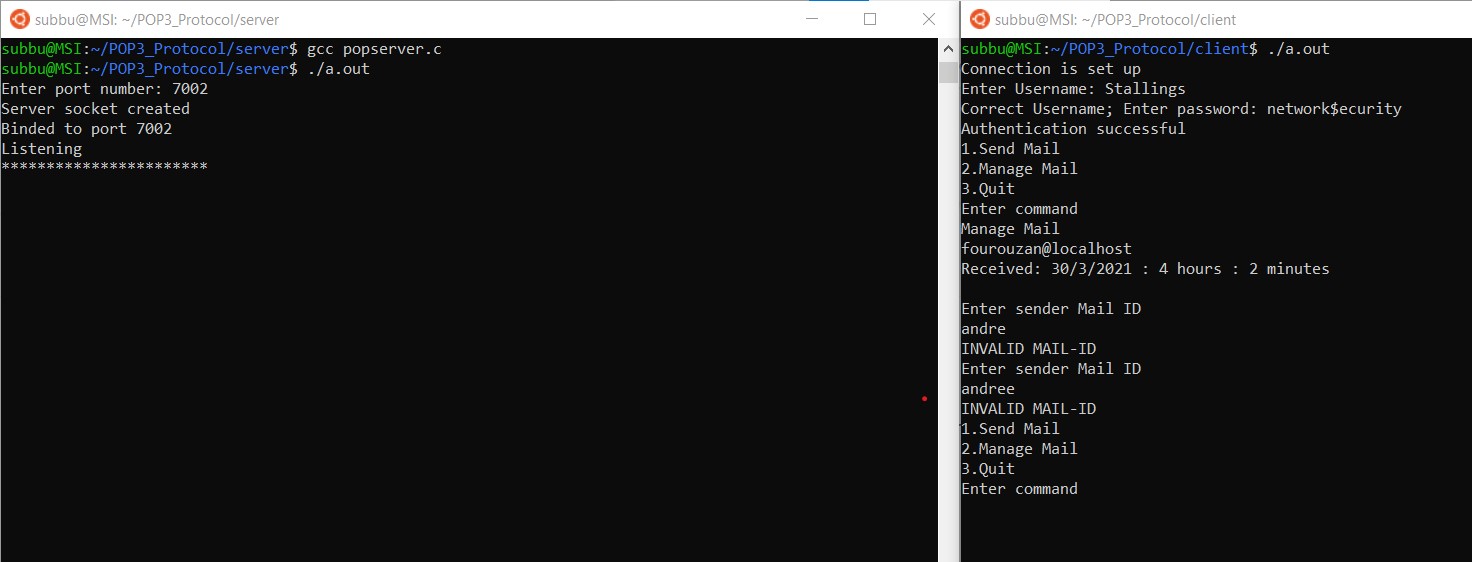 subbu@MSI: ~/POP3_Protocol/server
subbu@MSI:~/POP3_Protocol/server$ gcc popserver.c
subbu@MSI:~/POP3_Protocol/server$ ./a.out
Enter port number: 7002
Server socket created
Binded to port 7002
Listening
***********************
subbu@MSI: ~/POP3_Protocol/client
subbu@MSI:~/POP3_Protocol/client$ ./a.out
Connection is set up
Enter Username: Stallings
Correct Username; Enter password: network$ecurity
Authentication successful
1.Send Mail
2.Manage Mail
3.Quit
Enter command
Manage Mail
fourouzan@localhost
Received: 30/3/2021 : 4 hours : 2 minutes
Enter sender Mail ID
andre
INVALID MAIL-ID
Enter sender Mail ID
andree
INVALID MAIL-ID
1.Send Mail
2.Manage Mail
3.Quit
Enter command